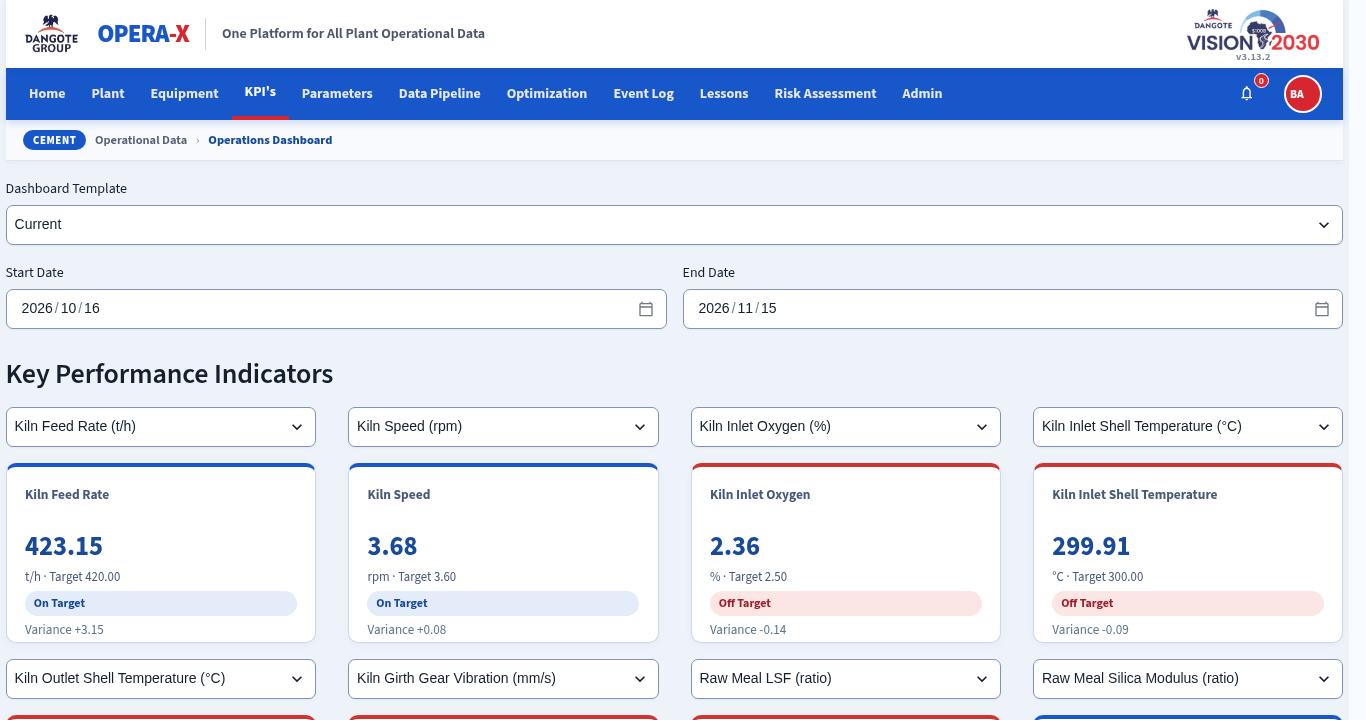 DANGOTE
GROUP
OPERA-X
One Platform for All Plant Operational Data
DANGOTE
VISION 2030
v3.13.2
Home Plant Equipment KPI's Parameters Data Pipeline Optimization Event Log Lessons Risk Assessment Admin 0 BA
CEMENT Operational Data › Operations Dashboard
Dashboard Template
Current
Start Date End Date
2026/10/16 2026/11/15
Key Performance Indicators
Kiln Feed Rate (t/h) Kiln Speed (rpm) Kiln Inlet Oxygen (%) Kiln Inlet Shell Temperature (°C)
Kiln Feed Rate Kiln Speed Kiln Inlet Oxygen Kiln Inlet Shell Temperature
423.15 3.68 2.36 299.91
t/h · Target 420.00 rpm · Target 3.60 % · Target 2.50 °C · Target 300.00
On Target On Target Off Target Off Target
Variance +3.15 Variance +0.08 Variance -0.14 Variance -0.09
Kiln Outlet Shell Temperature (°C) Kiln Girth Gear Vibration (mm/s) Raw Meal LSF (ratio) Raw Meal Silica Modulus (ratio)